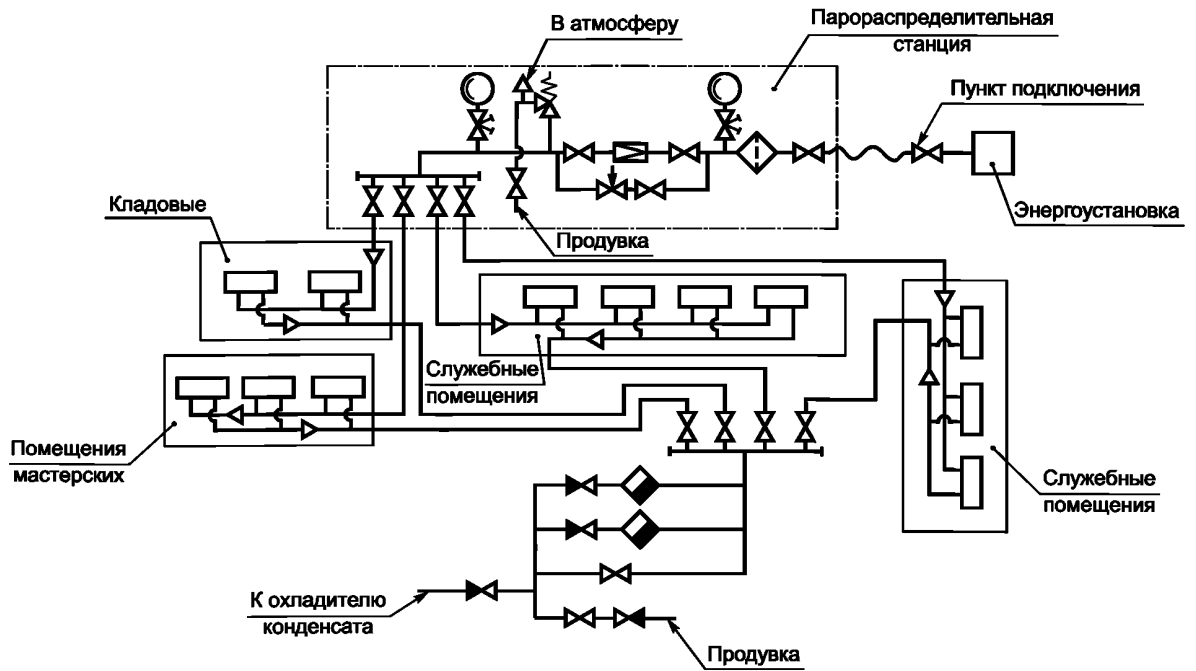 В атмосферу
Парораспределительная
станция
Пункт подключения
Кладовые
Энергоустановка
Продувка
Служебные
помещения
Помещения
мастерских
Служебные
помещения
К охладителю
конденсата
Продувка